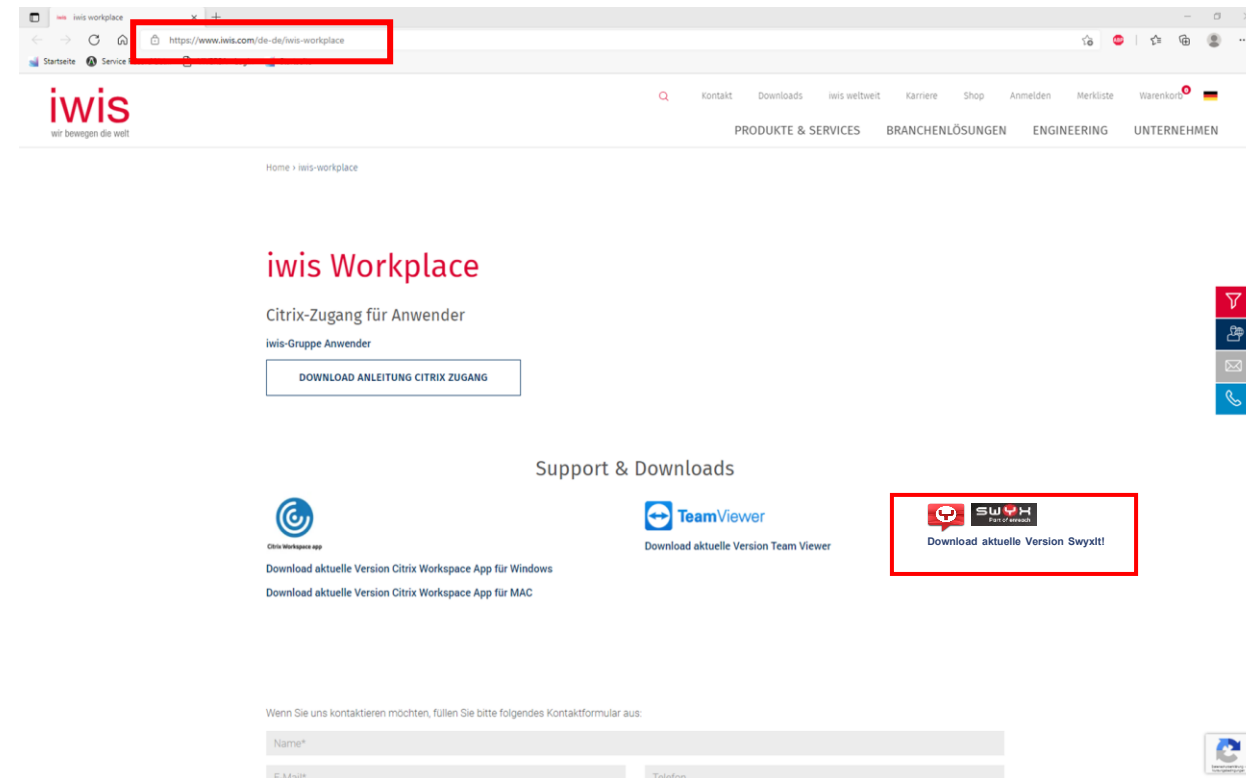 iwis workplace
https://www.iwis.com/de-de/iwis-workplace
Startseite
Service
iwis
wir bewegen die welt
Kontakt Downloads iwis weltweit Karriere Shop Anmelden Merkliste Warenkorb 0
PRODUKTE & SERVICES BRANCHENLÖSUNGEN ENGINEERING UNTERNEHMEN
Home › iwis-workplace
iwis Workplace
Citrix-Zugang für Anwender
iwis-Gruppe Anwender
DOWNLOAD ANLEITUNG CITRIX ZUGANG
Support & Downloads
Citrix Workspace app
Download aktuelle Version Citrix Workspace App für Windows
Download aktuelle Version Citrix Workspace App für MAC
TeamViewer
Download aktuelle Version Team Viewer
SWYX
Part of enreach
Download aktuelle Version SwyxIt!
Wenn Sie uns kontaktieren möchten, füllen Sie bitte folgendes Kontaktformular aus:
Name*
E-Mail* Telefon